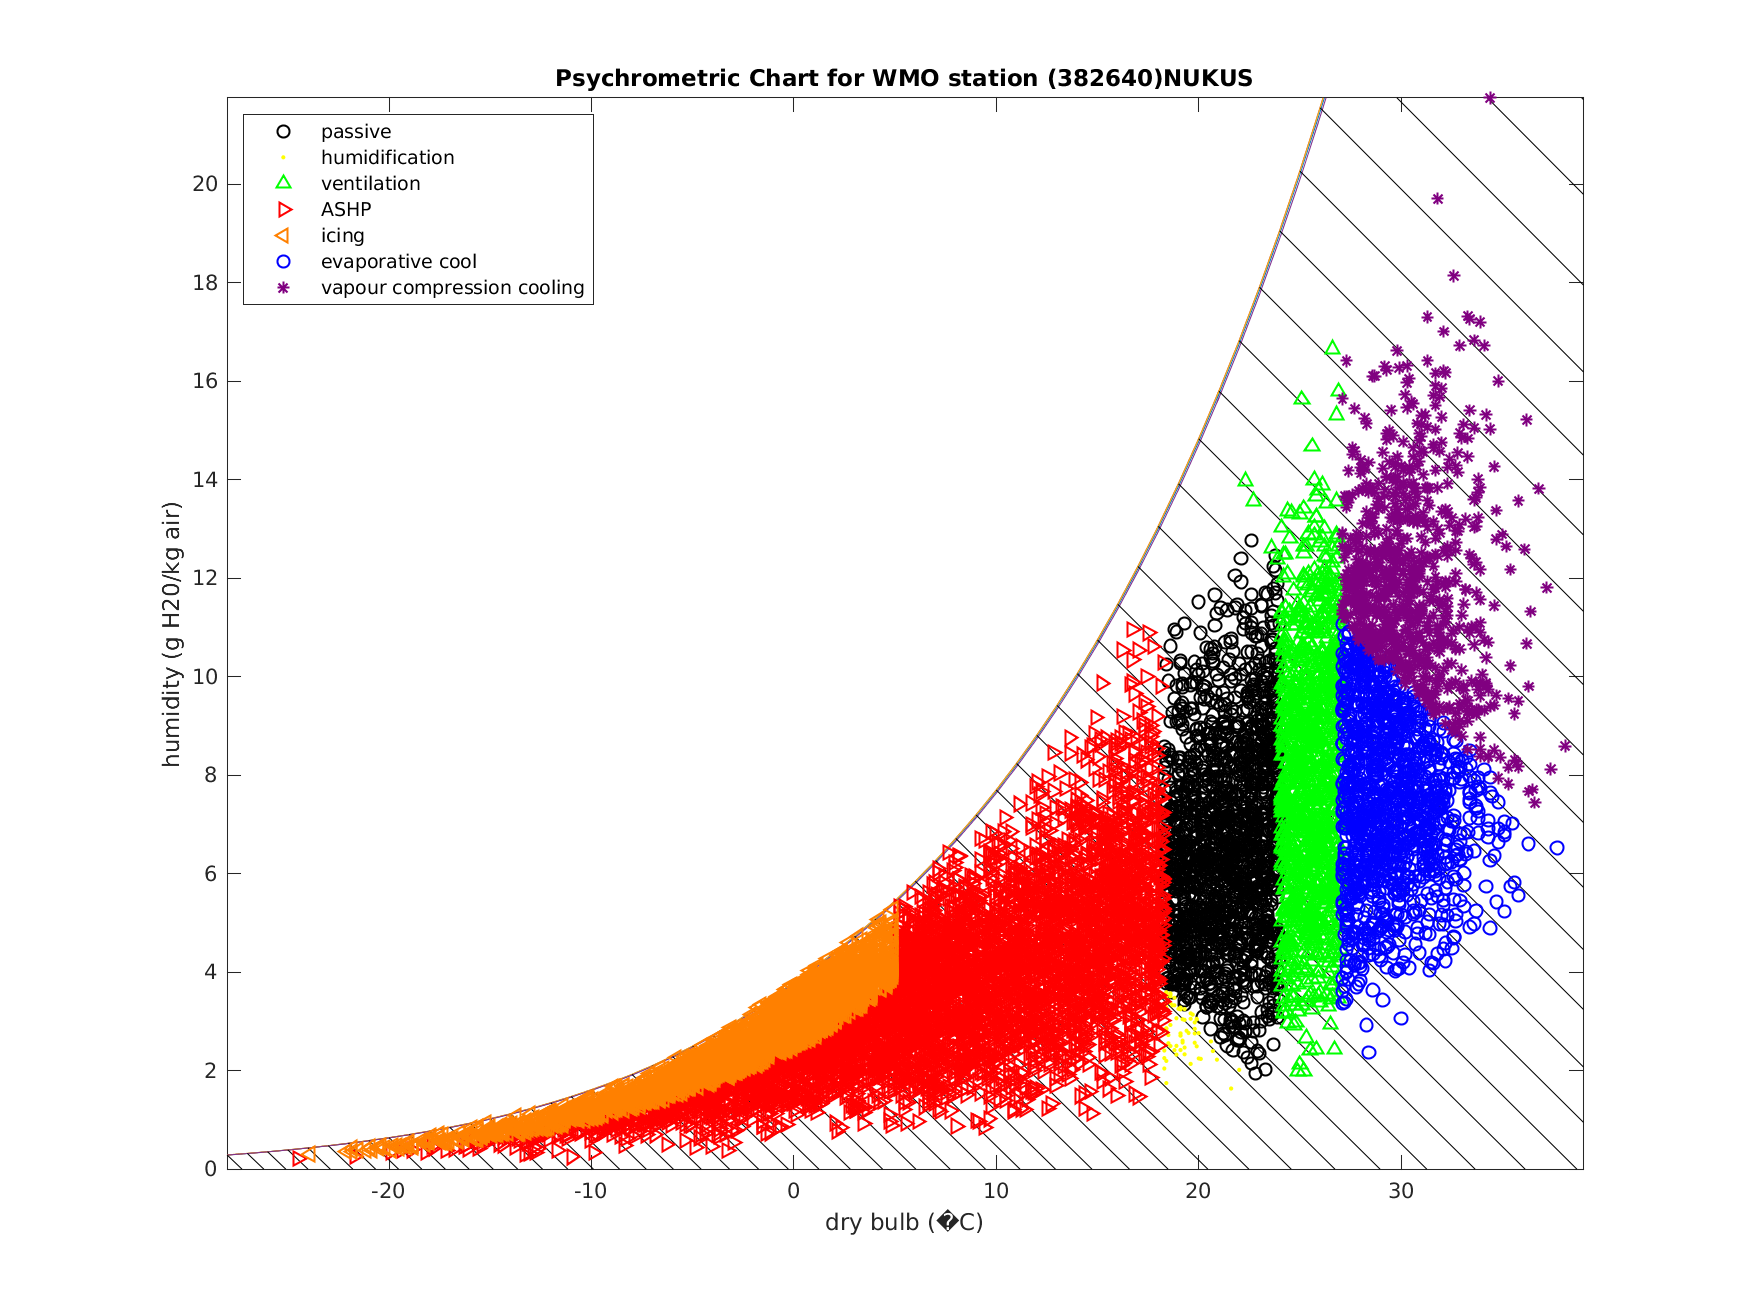 Psychrometric Chart for WMO station (382640)NUKUS
passive
humidification
ventilation
ASHP
icing
evaporative cool
vapour compression cooling
20
18
16
14
12
10
8
6
4
2
0
humidity (g H20/kg air)
-20 -10 0 10 20 30
dry bulb (�C)